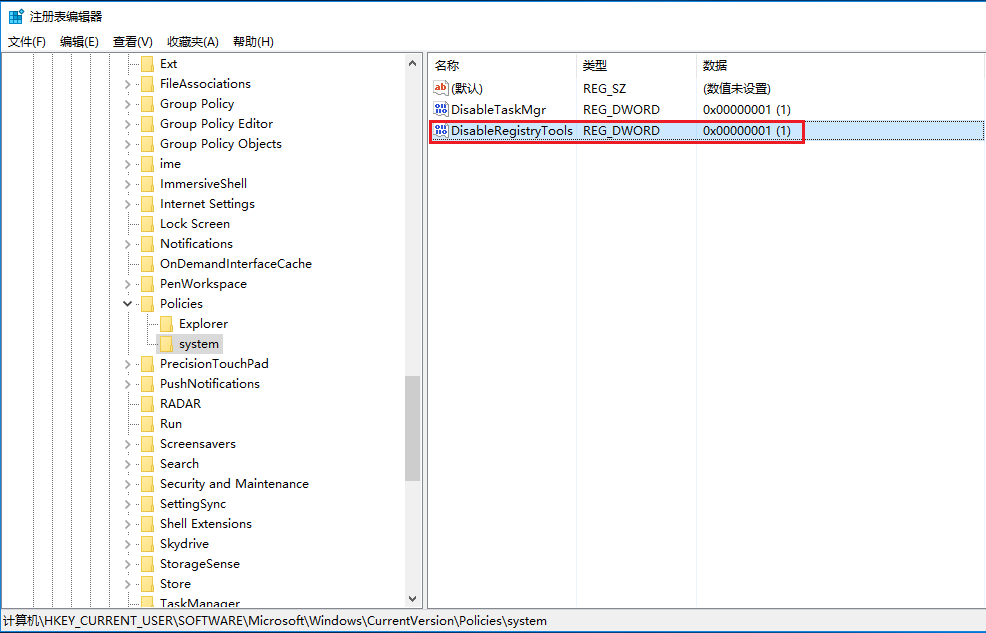 注册表编辑器
文件(F) 编辑(E) 查看(V) 收藏夹(A) 帮助(H)
Ext
FileAssociations
Group Policy
Group Policy Editor
Group Policy Objects
ime
ImmersiveShell
Internet Settings
Lock Screen
Notifications
OnDemandInterfaceCache
PenWorkspace
Policies
Explorer
system
PrecisionTouchPad
PushNotifications
RADAR
Run
Screensavers
Search
Security and Maintenance
SettingSync
Shell Extensions
Skydrive
StorageSense
Store
TaskManager
名称 类型 数据
ab (默认) REG_SZ (数值未设置)
DisableTaskMgr REG_DWORD 0x00000001 (1)
DisableRegistryTools REG_DWORD 0x00000001 (1)
计算机\HKEY_CURRENT_USER\SOFTWARE\Microsoft\Windows\CurrentVersion\Policies\system